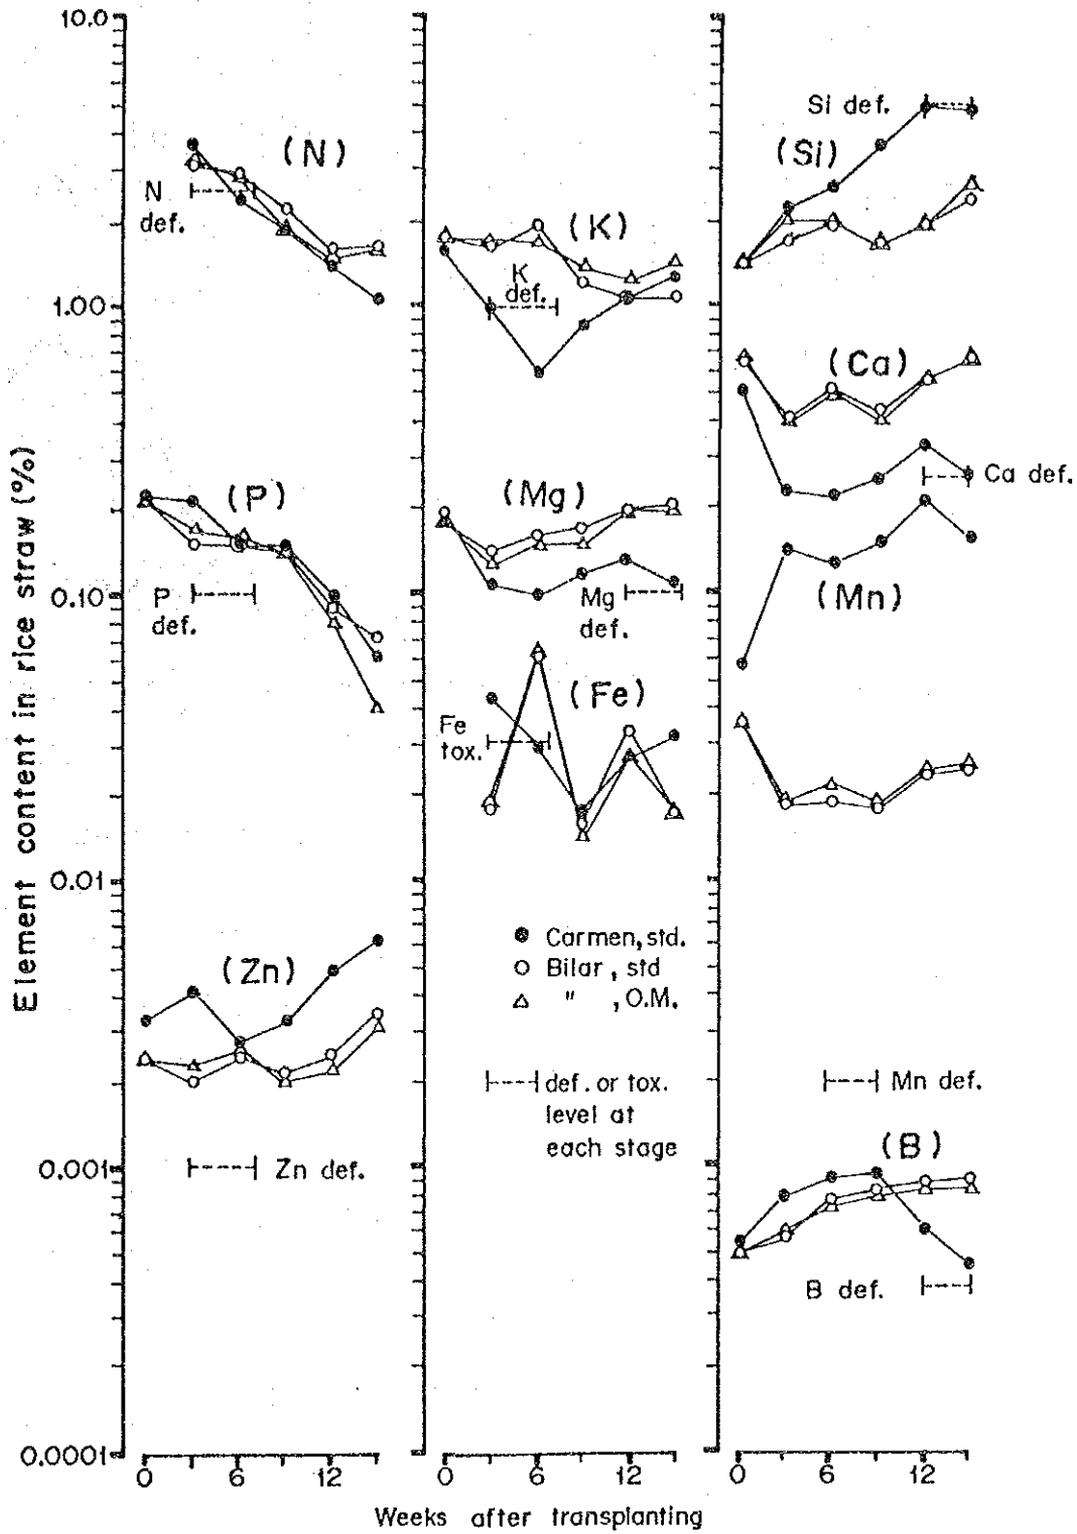 Element content in rice straw (%)
10.0
1.00
0.10
0.01
0.001
0.0001
(N)
N
def.
(P)
P
def.
(Zn)
Zn def.
0 6 12
(K)
K
def.
(Mg)
Mg
def.
(Fe)
Fe
tox.
Carmen, std.
Bilar, std
" , O.M.
def. or tox.
level at
each stage
0 6 12
Si def.
(Si)
(Ca)
Ca def.
(Mn)
Mn def.
(B)
B def.
0 6 12
Weeks after transplanting